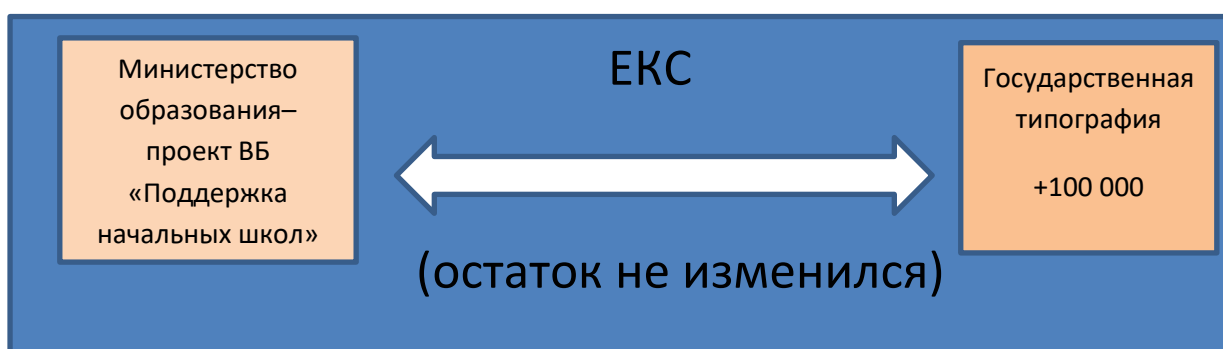 Министерство
образования–
проект ВБ
«Поддержка
начальных школ»
ЕКС
(остаток не изменился)
Государственная
типография
+100 000